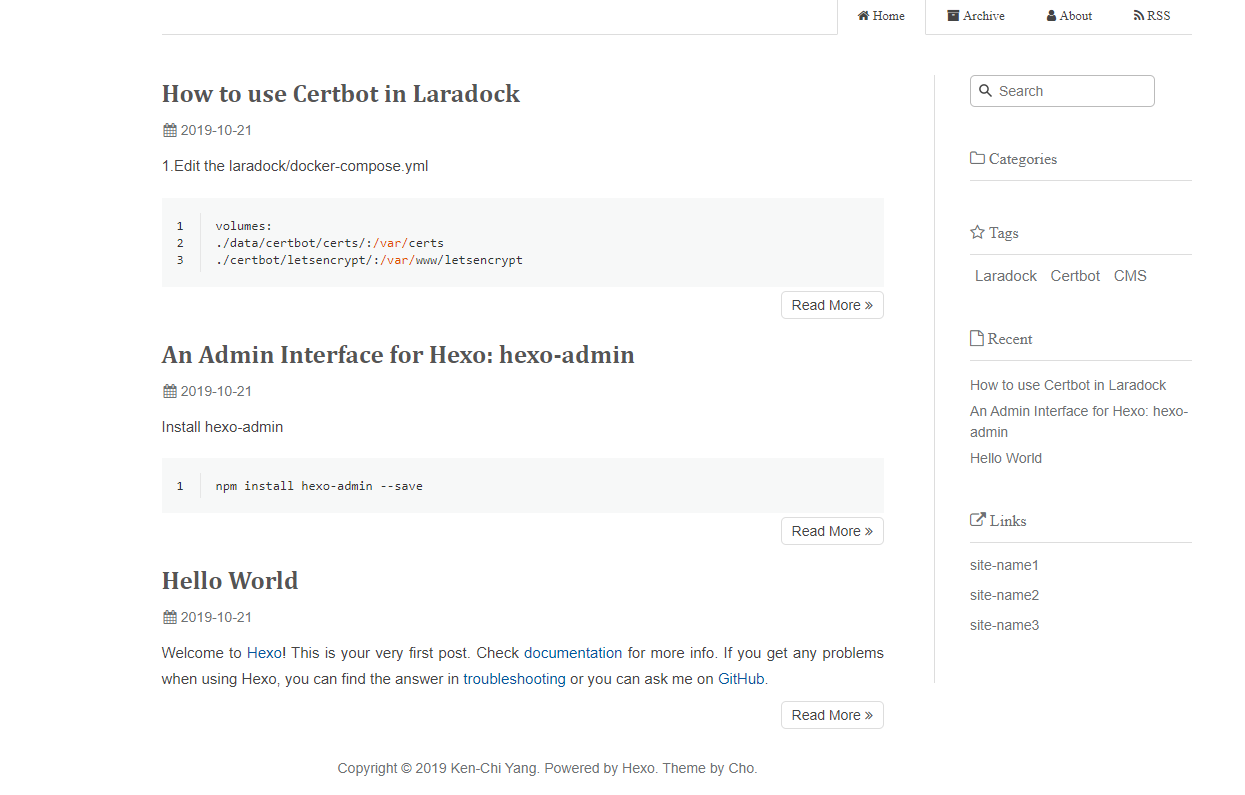 Home Archive About RSS
How to use Certbot in Laradock
2019-10-21
1.Edit the laradock/docker-compose.yml
1 volumes:
2 ./data/certbot/certs/:/var/certs
3 ./certbot/letsencrypt/:/var/www/letsencrypt
Read More »
An Admin Interface for Hexo: hexo-admin
2019-10-21
Install hexo-admin
1 npm install hexo-admin --save
Read More »
Hello World
2019-10-21
Welcome to Hexo! This is your very first post. Check documentation for more info. If you get any problems
when using Hexo, you can find the answer in troubleshooting or you can ask me on GitHub.
Read More »
Search
Categories
Tags
Laradock Certbot CMS
Recent
How to use Certbot in Laradock
An Admin Interface for Hexo: hexo-
admin
Hello World
Links
site-name1
site-name2
site-name3
Copyright © 2019 Ken-Chi Yang. Powered by Hexo. Theme by Cho.